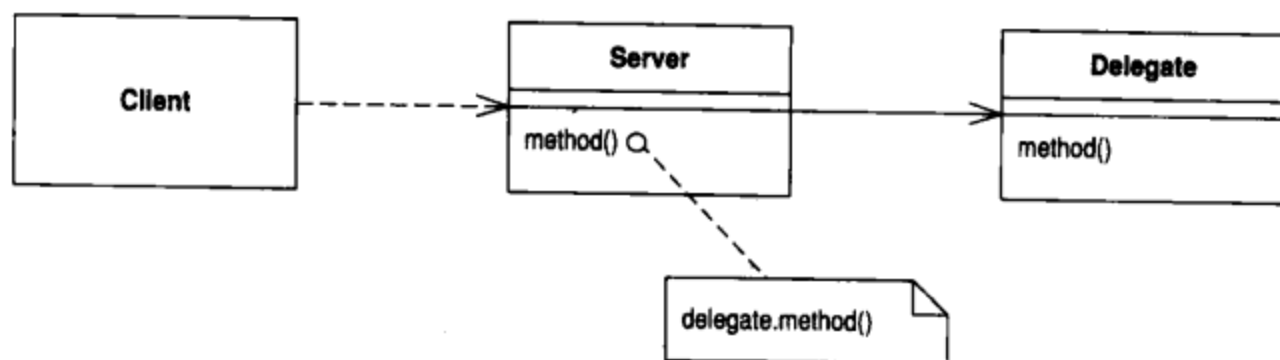 Client
Server
method()
Delegate
method()
delegate.method()